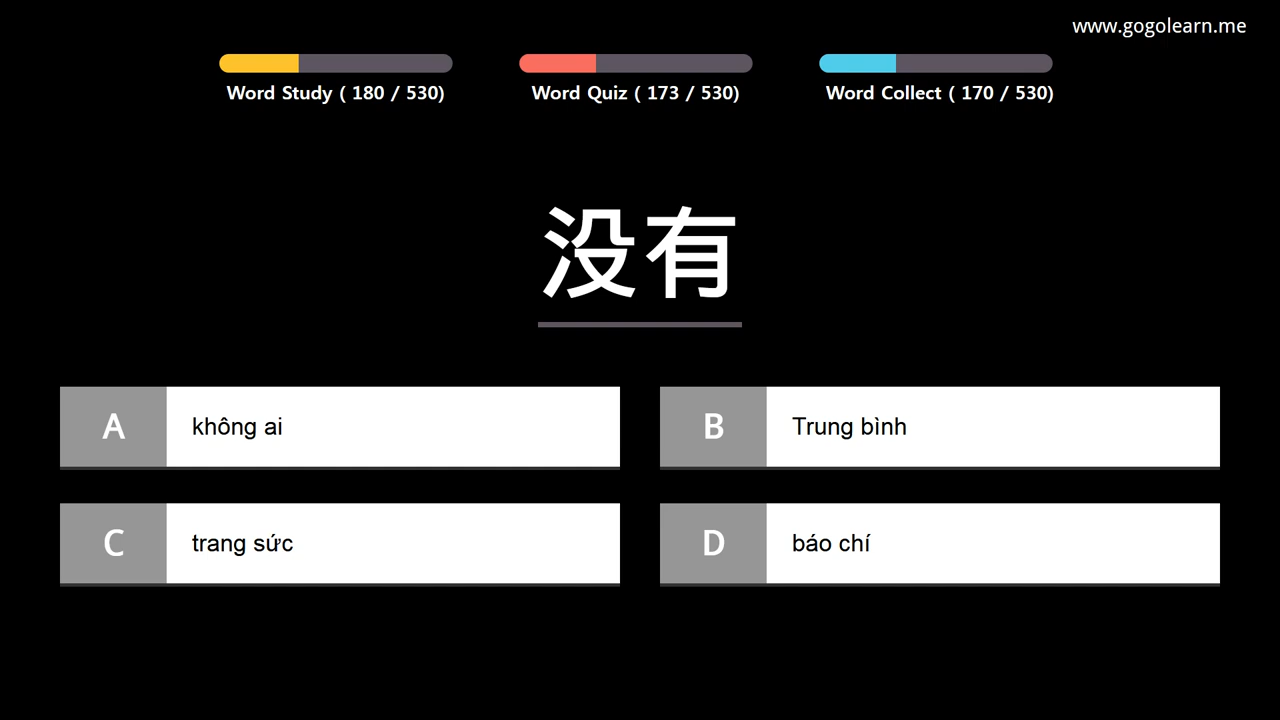 www.gogolearn.me
Word Study ( 180 / 530)
Word Quiz ( 173 / 530)
Word Collect ( 170 / 530)
没有
A
không ai
B
Trung bình
C
trang sức
D
báo chí